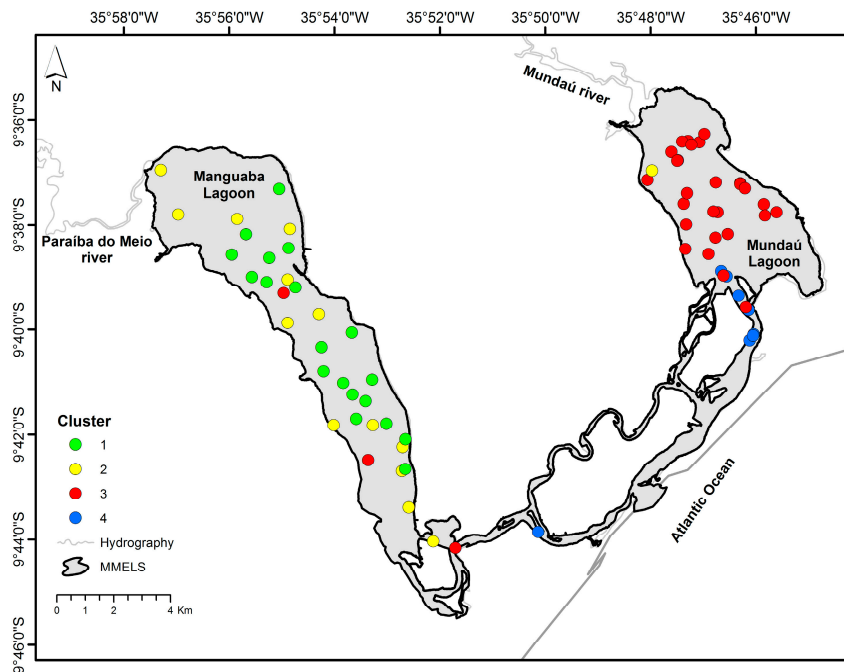 35°58'0"W 35°56'0"W 35°54'0"W 35°52'0"W 35°50'0"W 35°48'0"W 35°46'0"W
N
Mundaú river
9°36'0"S
Manguaba
Lagoon
9°38'0"S
Paraíba do Meio
river
Mundaú
Lagoon
9°40'0"S
9°42'0"S
Cluster
1
2
3
4
Atlantic Ocean
9°44'0"S
Hydrography
MMELS
0 1 2 4 Km
9°46'0"S